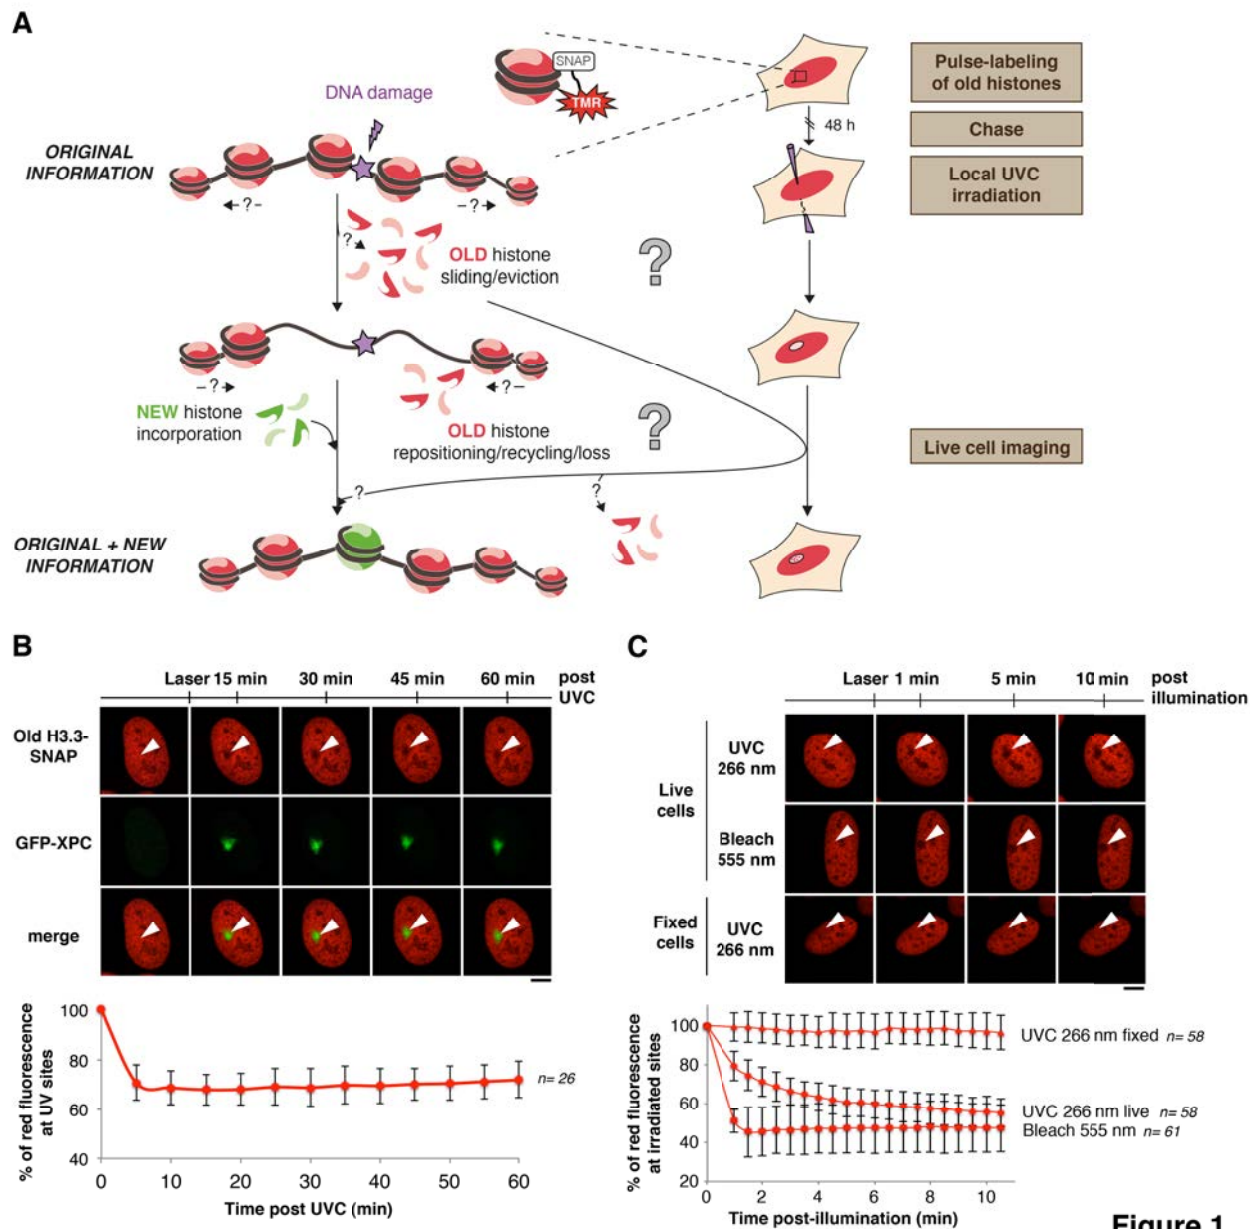 A
SNAP
TMR
DNA damage
ORIGINAL
INFORMATION
48 h
Pulse-labeling
of old histones
Chase
Local UVC
irradiation
?
?
?
OLD histone
sliding/eviction
?
?
?
NEW histone
incorporation
OLD histone
repositioning/recycling/loss
?
Live cell imaging
?
?
ORIGINAL + NEW
INFORMATION
B
Laser 15 min 30 min 45 min 60 min post
UVC
Old H3.3-
SNAP
GFP-XPC
merge
% of red fluorescence
at UV sites
100
80
60
40
n= 26
0 10 20 30 40 50 60
Time post UVC (min)
C
Laser 1 min 5 min 10 min post
illumination
Live
cells
UVC
266 nm
Bleach
555 nm
Fixed
cells
UVC
266 nm
% of red fluorescence
at irradiated sites
100
80
60
40
20
UVC 266 nm fixed n= 58
UVC 266 nm live n= 58
Bleach 555 nm n= 61
0 2 4 6 8 10
Time post-illumination (min)
Figure 1